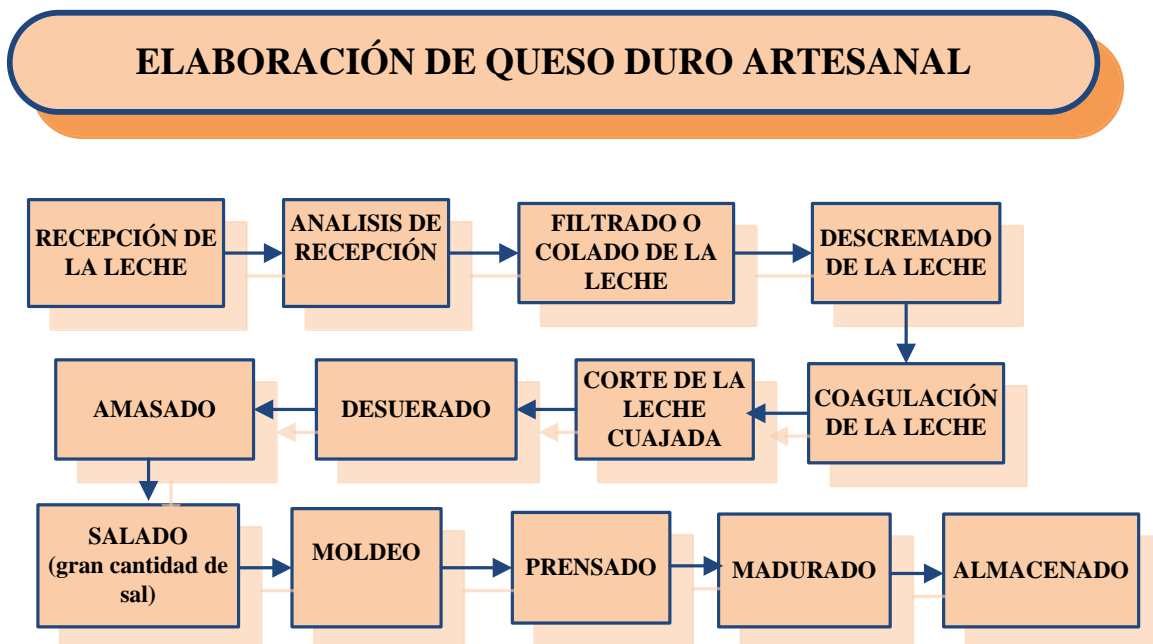 ELABORACIÓN DE QUESO DURO ARTESANAL
RECEPCIÓN DE
LA LECHE
ANALISIS DE
RECEPCIÓN
FILTRADO O
COLADO DE LA
LECHE
DESCREMADO
DE LA LECHE
COAGULACIÓN
DE LA LECHE
CORTE DE LA
LECHE
CUAJADA
DESUERADO
AMASADO
SALADO
(gran cantidad de
sal)
MOLDEO
PRENSADO
MADURADO
ALMACENADO